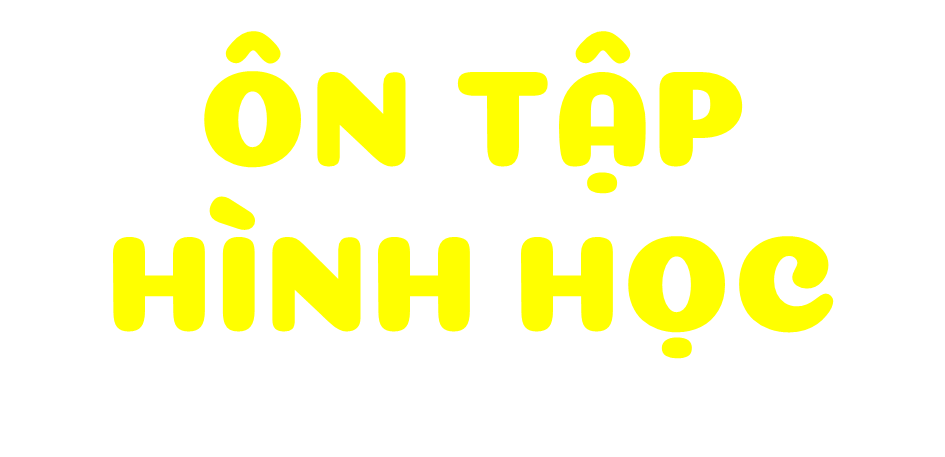 ÔN TẬP
HÌNH HỌC